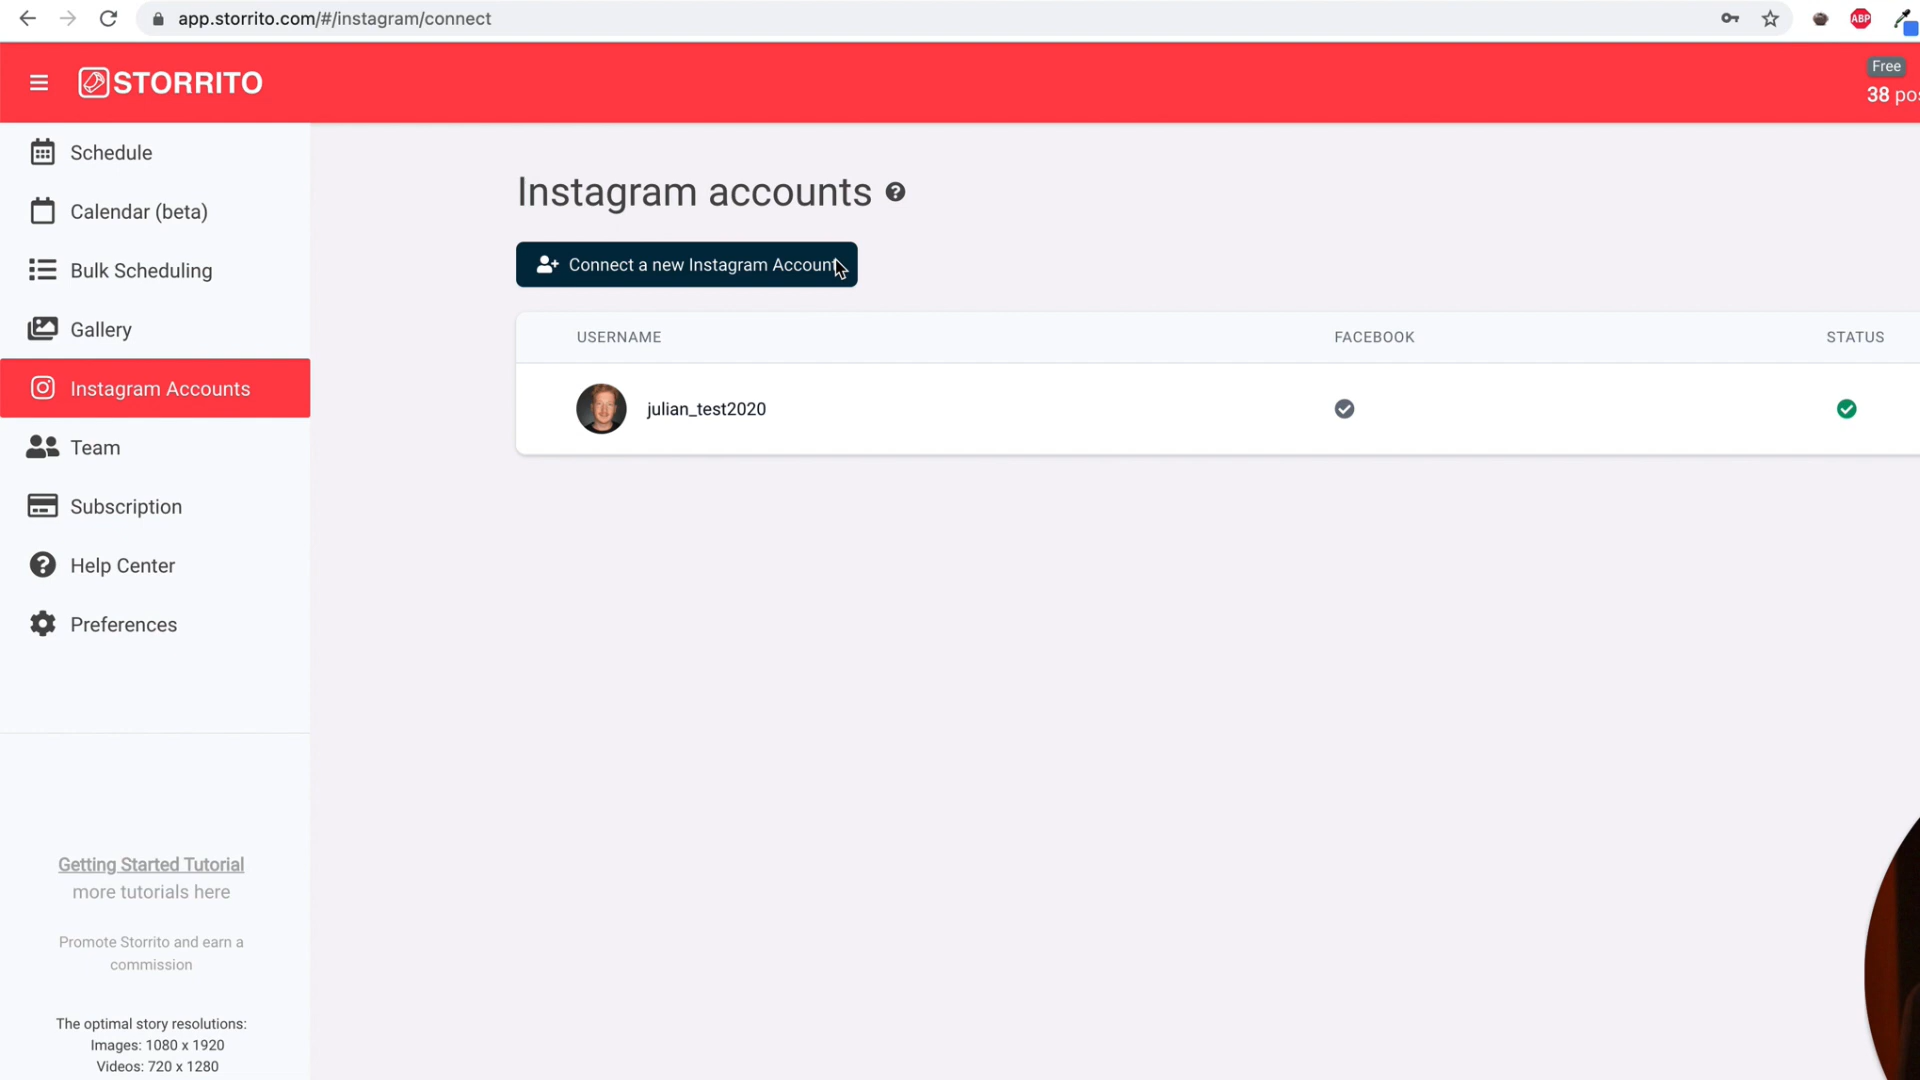 app.storrito.com/#/instagram/connect
ABP
STORRITO
Free
38
Schedule
Calendar (beta)
Bulk Scheduling
Gallery
Instagram Accounts
Team
Subscription
Help Center
Preferences
Getting Started Tutorial
more tutorials here
Promote Storrito and earn a
commission
The optimal story resolutions:
Images: 1080 x 1920
Videos: 720 x 1280
Instagram accounts
Connect a new Instagram Account
USERNAME FACEBOOK STATUS
julian_test2020